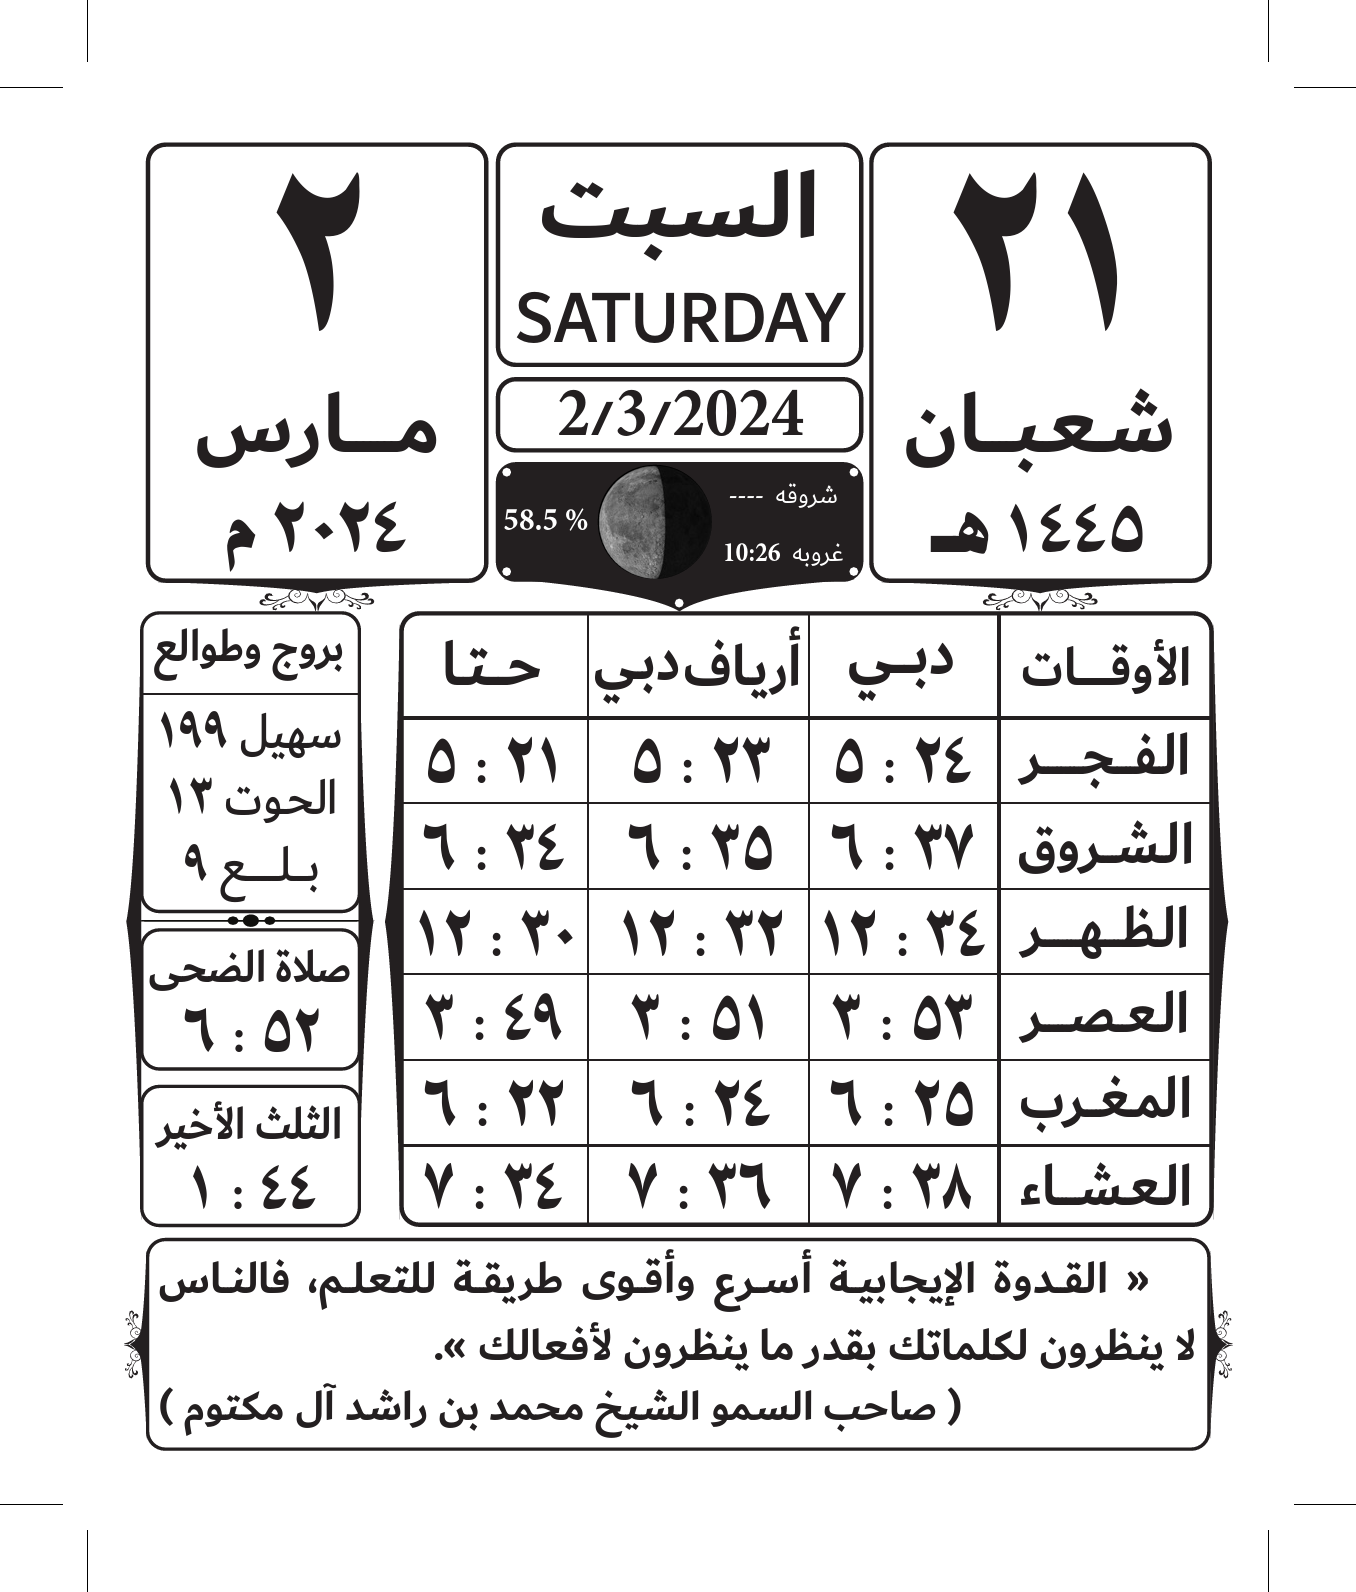 ٢١
شعبان
١٤٤٥ هـ
السبت
SATURDAY
2/3/2024
شروقه ----
غروبه 10:26
58.5 %
٢
مارس
٢٠٢٤ م
الأوقات دبي أرياف دبي حتا
الفجر ٢٤ : ٥ ٢٣ : ٥ ٢١ : ٥
الشروق ٣٧ : ٦ ٣٥ : ٦ ٣٤ : ٦
الظهر ٣٤ : ١٢ ٣٢ : ١٢ ٣٠ : ١٢
العصر ٥٣ : ٣ ٥١ : ٣ ٤٩ : ٣
المغرب ٢٥ : ٦ ٢٤ : ٦ ٢٢ : ٦
العشاء ٣٨ : ٧ ٣٦ : ٧ ٣٤ : ٧
بروج وطوالع
سهيل ١٩٩
الحوت ١٣
بلع ٩
صلاة الضحى
٥٢ : ٦
الثلث الأخير
٤٤ : ١
« القدوة الإيجابية أسرع وأقوى طريقة للتعلم، فالناس
لا ينظرون لكلماتك بقدر ما ينظرون لأفعالك ».
( صاحب السمو الشيخ محمد بن راشد آل مكتوم )